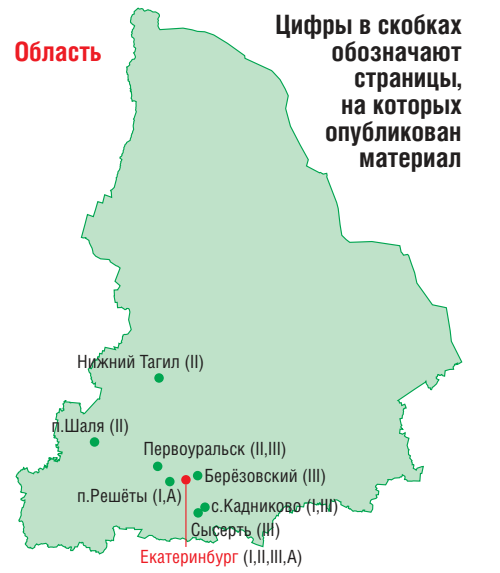 Область
Цифры в скобках
обозначают
страницы,
на которых
опубликован
материал
Нижний Тагил (II)
п.Шаля (II)
Первоуральск (II,III)
Берёзовский (III)
п.Решёты (I,А)
с.Кадниково (I,III)
Сысерть (III)
Екатеринбург (I,II,III,А)